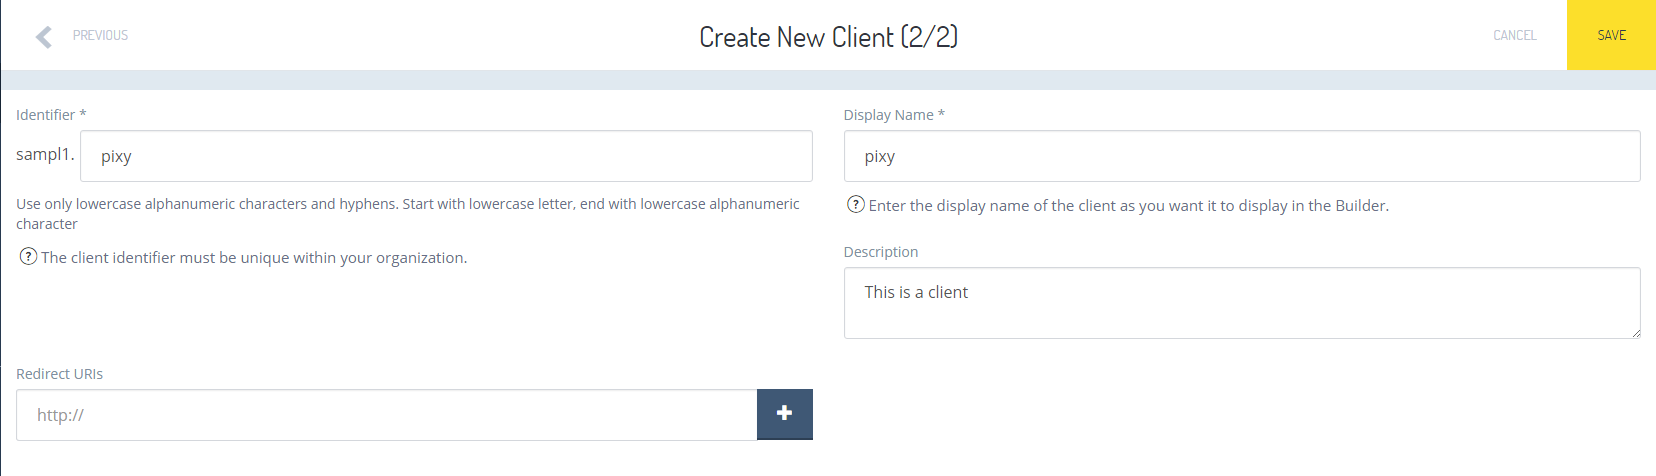 PREVIOUS
Create New Client (2/2)
CANCEL
SAVE
Identifier *
sampl1.
pixy
Use only lowercase alphanumeric characters and hyphens. Start with lowercase letter, end with lowercase alphanumeric
character
? The client identifier must be unique within your organization.
Display Name *
pixy
? Enter the display name of the client as you want it to display in the Builder.
Description
This is a client
Redirect URIs
http://
+